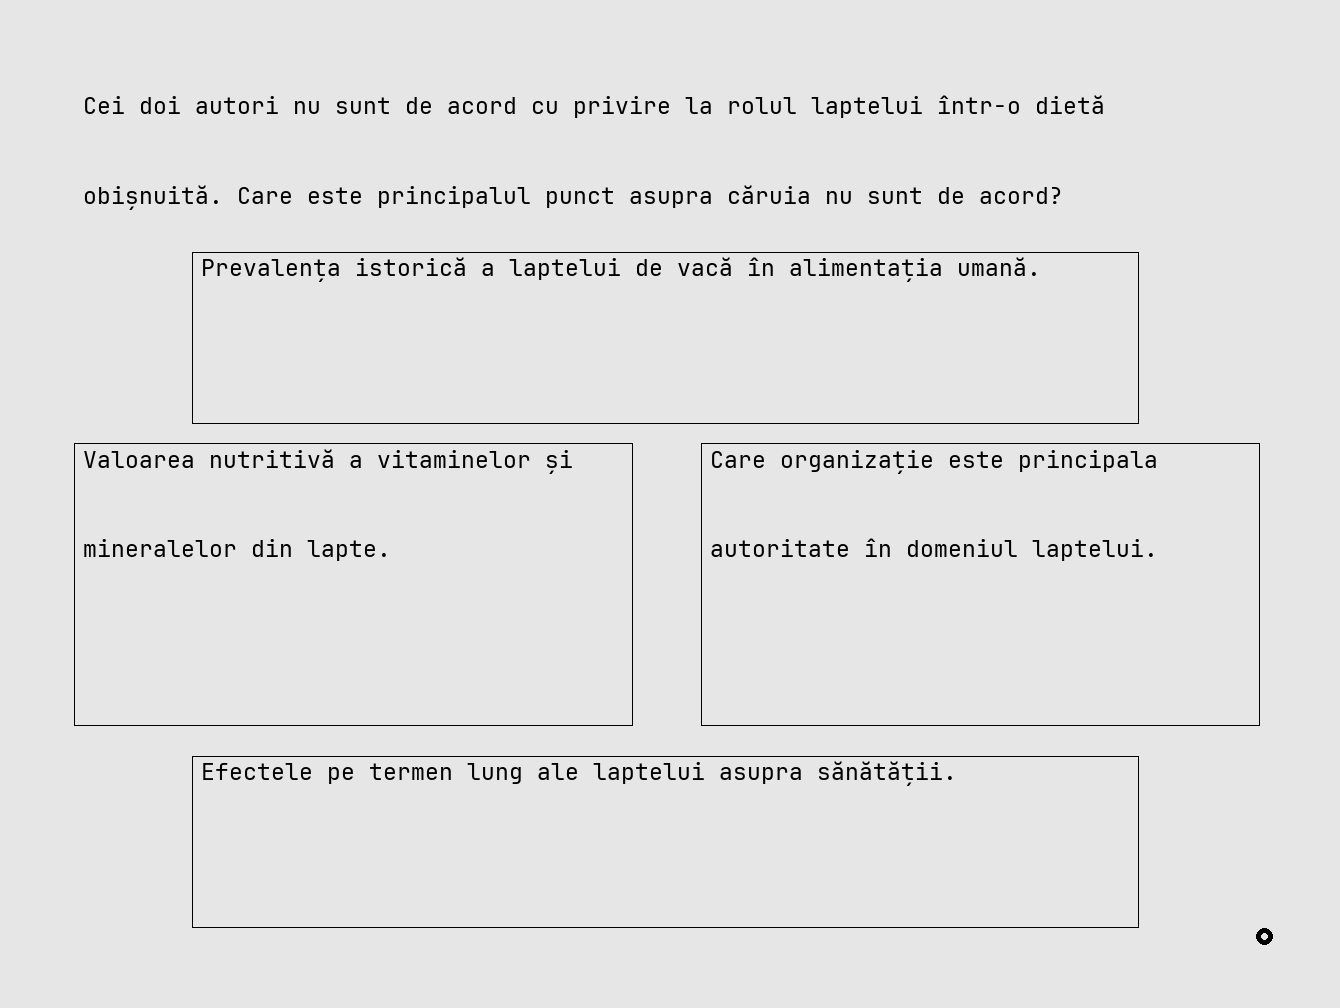 Cei doi autori nu sunt de acord cu privire la rolul laptelui într-o dietă
obișnuită. Care este principalul punct asupra căruia nu sunt de acord?
Prevalența istorică a laptelui de vacă în alimentația umană.
Valoarea nutritivă a vitaminelor și
mineralelor din lapte.
Care organizație este principala
autoritate în domeniul laptelui.
Efectele pe termen lung ale laptelui asupra sănătății.